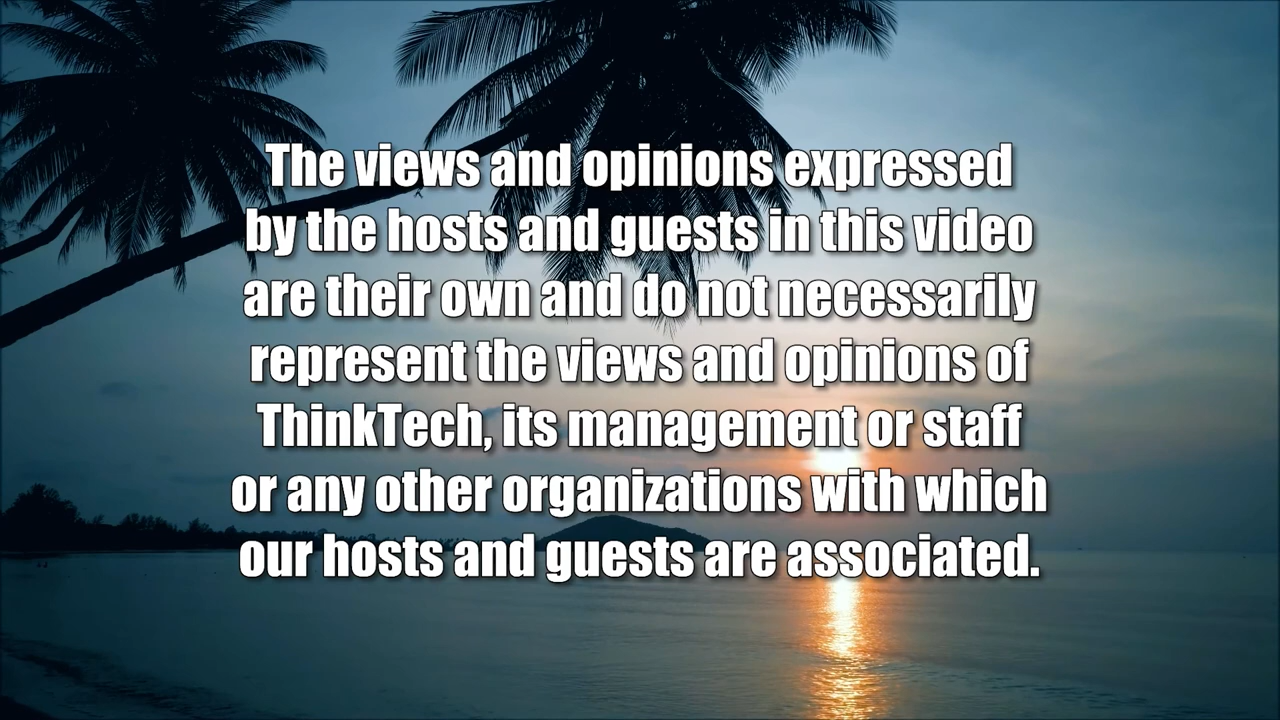 The views and opinions expressed
by the hosts and guests in this video
are their own and do not necessarily
represent the views and opinions of
ThinkTech, its management or staff
or any other organizations with which
our hosts and guests are associated.